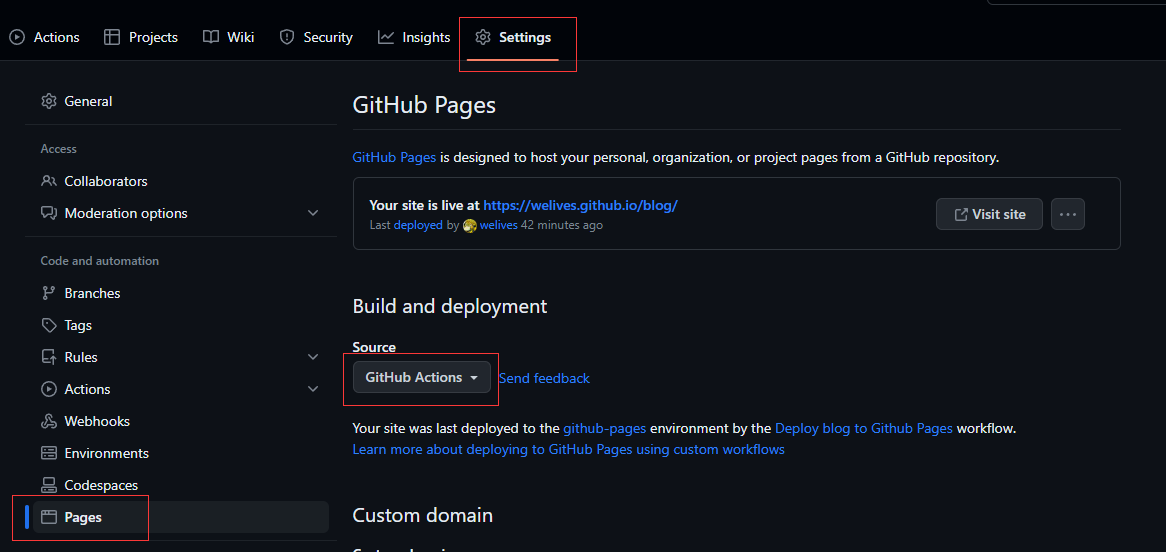 Actions Projects Wiki Security Insights Settings
General
Access
Collaborators
Moderation options
Code and automation
Branches
Tags
Rules
Actions
Webhooks
Environments
Codespaces
Pages
GitHub Pages
GitHub Pages is designed to host your personal, organization, or project pages from a GitHub repository.
Your site is live at https://welives.github.io/blog/
Last deployed by welives 42 minutes ago
Visit site
Build and deployment
Source
GitHub Actions Send feedback
Your site was last deployed to the github-pages environment by the Deploy blog to Github Pages workflow.
Learn more about deploying to GitHub Pages using custom workflows
Custom domain